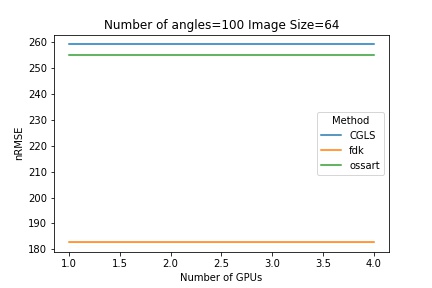 Number of angles=100 Image Size=64
260
250
240
230
220
210
200
190
180
nRMSE
Method
CGLS
fdk
ossart
1.0 1.5 2.0 2.5 3.0 3.5 4.0
Number of GPUs